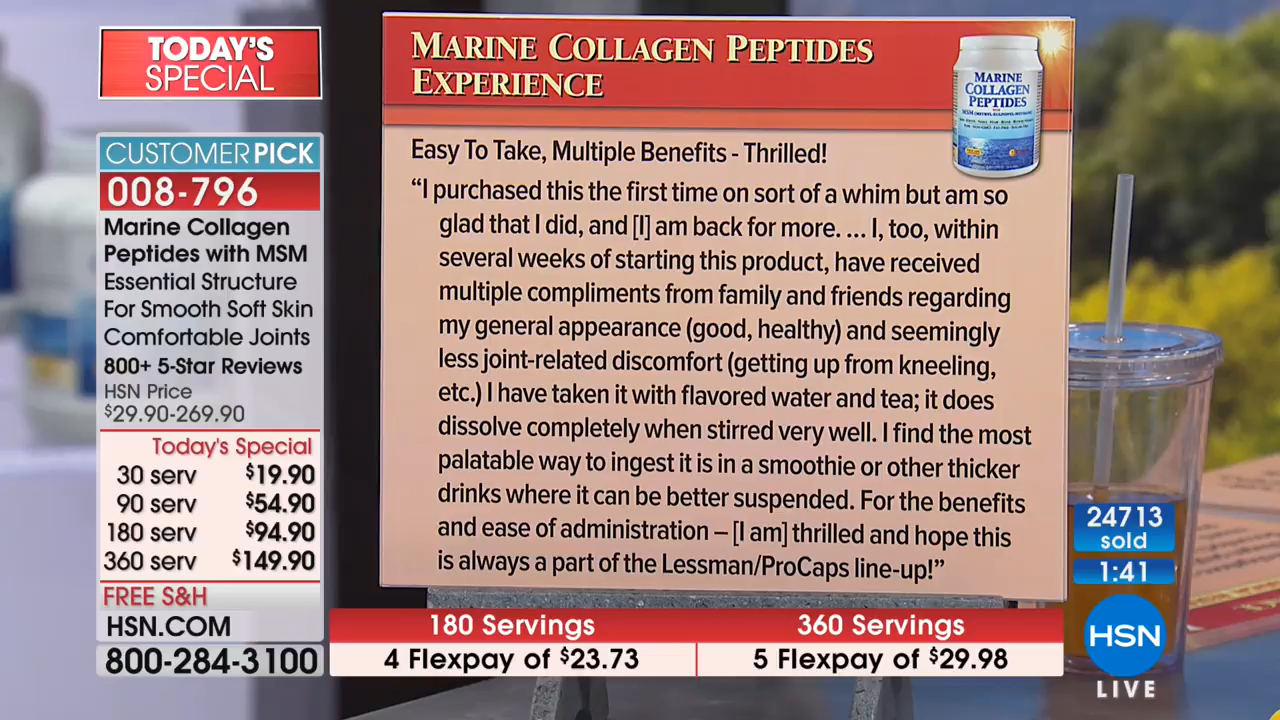 TODAY'S
SPECIAL
CUSTOMER PICK
008-796
Marine Collagen
Peptides with MSM
Essential Structure
For Smooth Soft Skin
Comfortable Joints
800+ 5-Star Reviews
HSN Price
$29.90-269.90
Today's Special
30 serv $19.90
90 serv $54.90
180 serv $94.90
360 serv $149.90
FREE S&H
HSN.COM
800-284-3100
MARINE COLLAGEN PEPTIDES
EXPERIENCE
MARINE
COLLAGEN
PEPTIDES
Easy To Take, Multiple Benefits - Thrilled!
"I purchased this the first time on sort of a whim but am so
glad that I did, and [I] am back for more. ... I, too, within
several weeks of starting this product, have received
multiple compliments from family and friends regarding
my general appearance (good, healthy) and seemingly
less joint-related discomfort (getting up from kneeling,
etc.) I have taken it with flavored water and tea; it does
dissolve completely when stirred very well. I find the most
palatable way to ingest it is in a smoothie or other thicker
drinks where it can be better suspended. For the benefits
and ease of administration – [I am] thrilled and hope this
is always a part of the Lessman/ProCaps line-up!"
180 Servings
4 Flexpay of $23.73
360 Servings
5 Flexpay of $29.98
24713
sold
1:41
HSN
LIVE